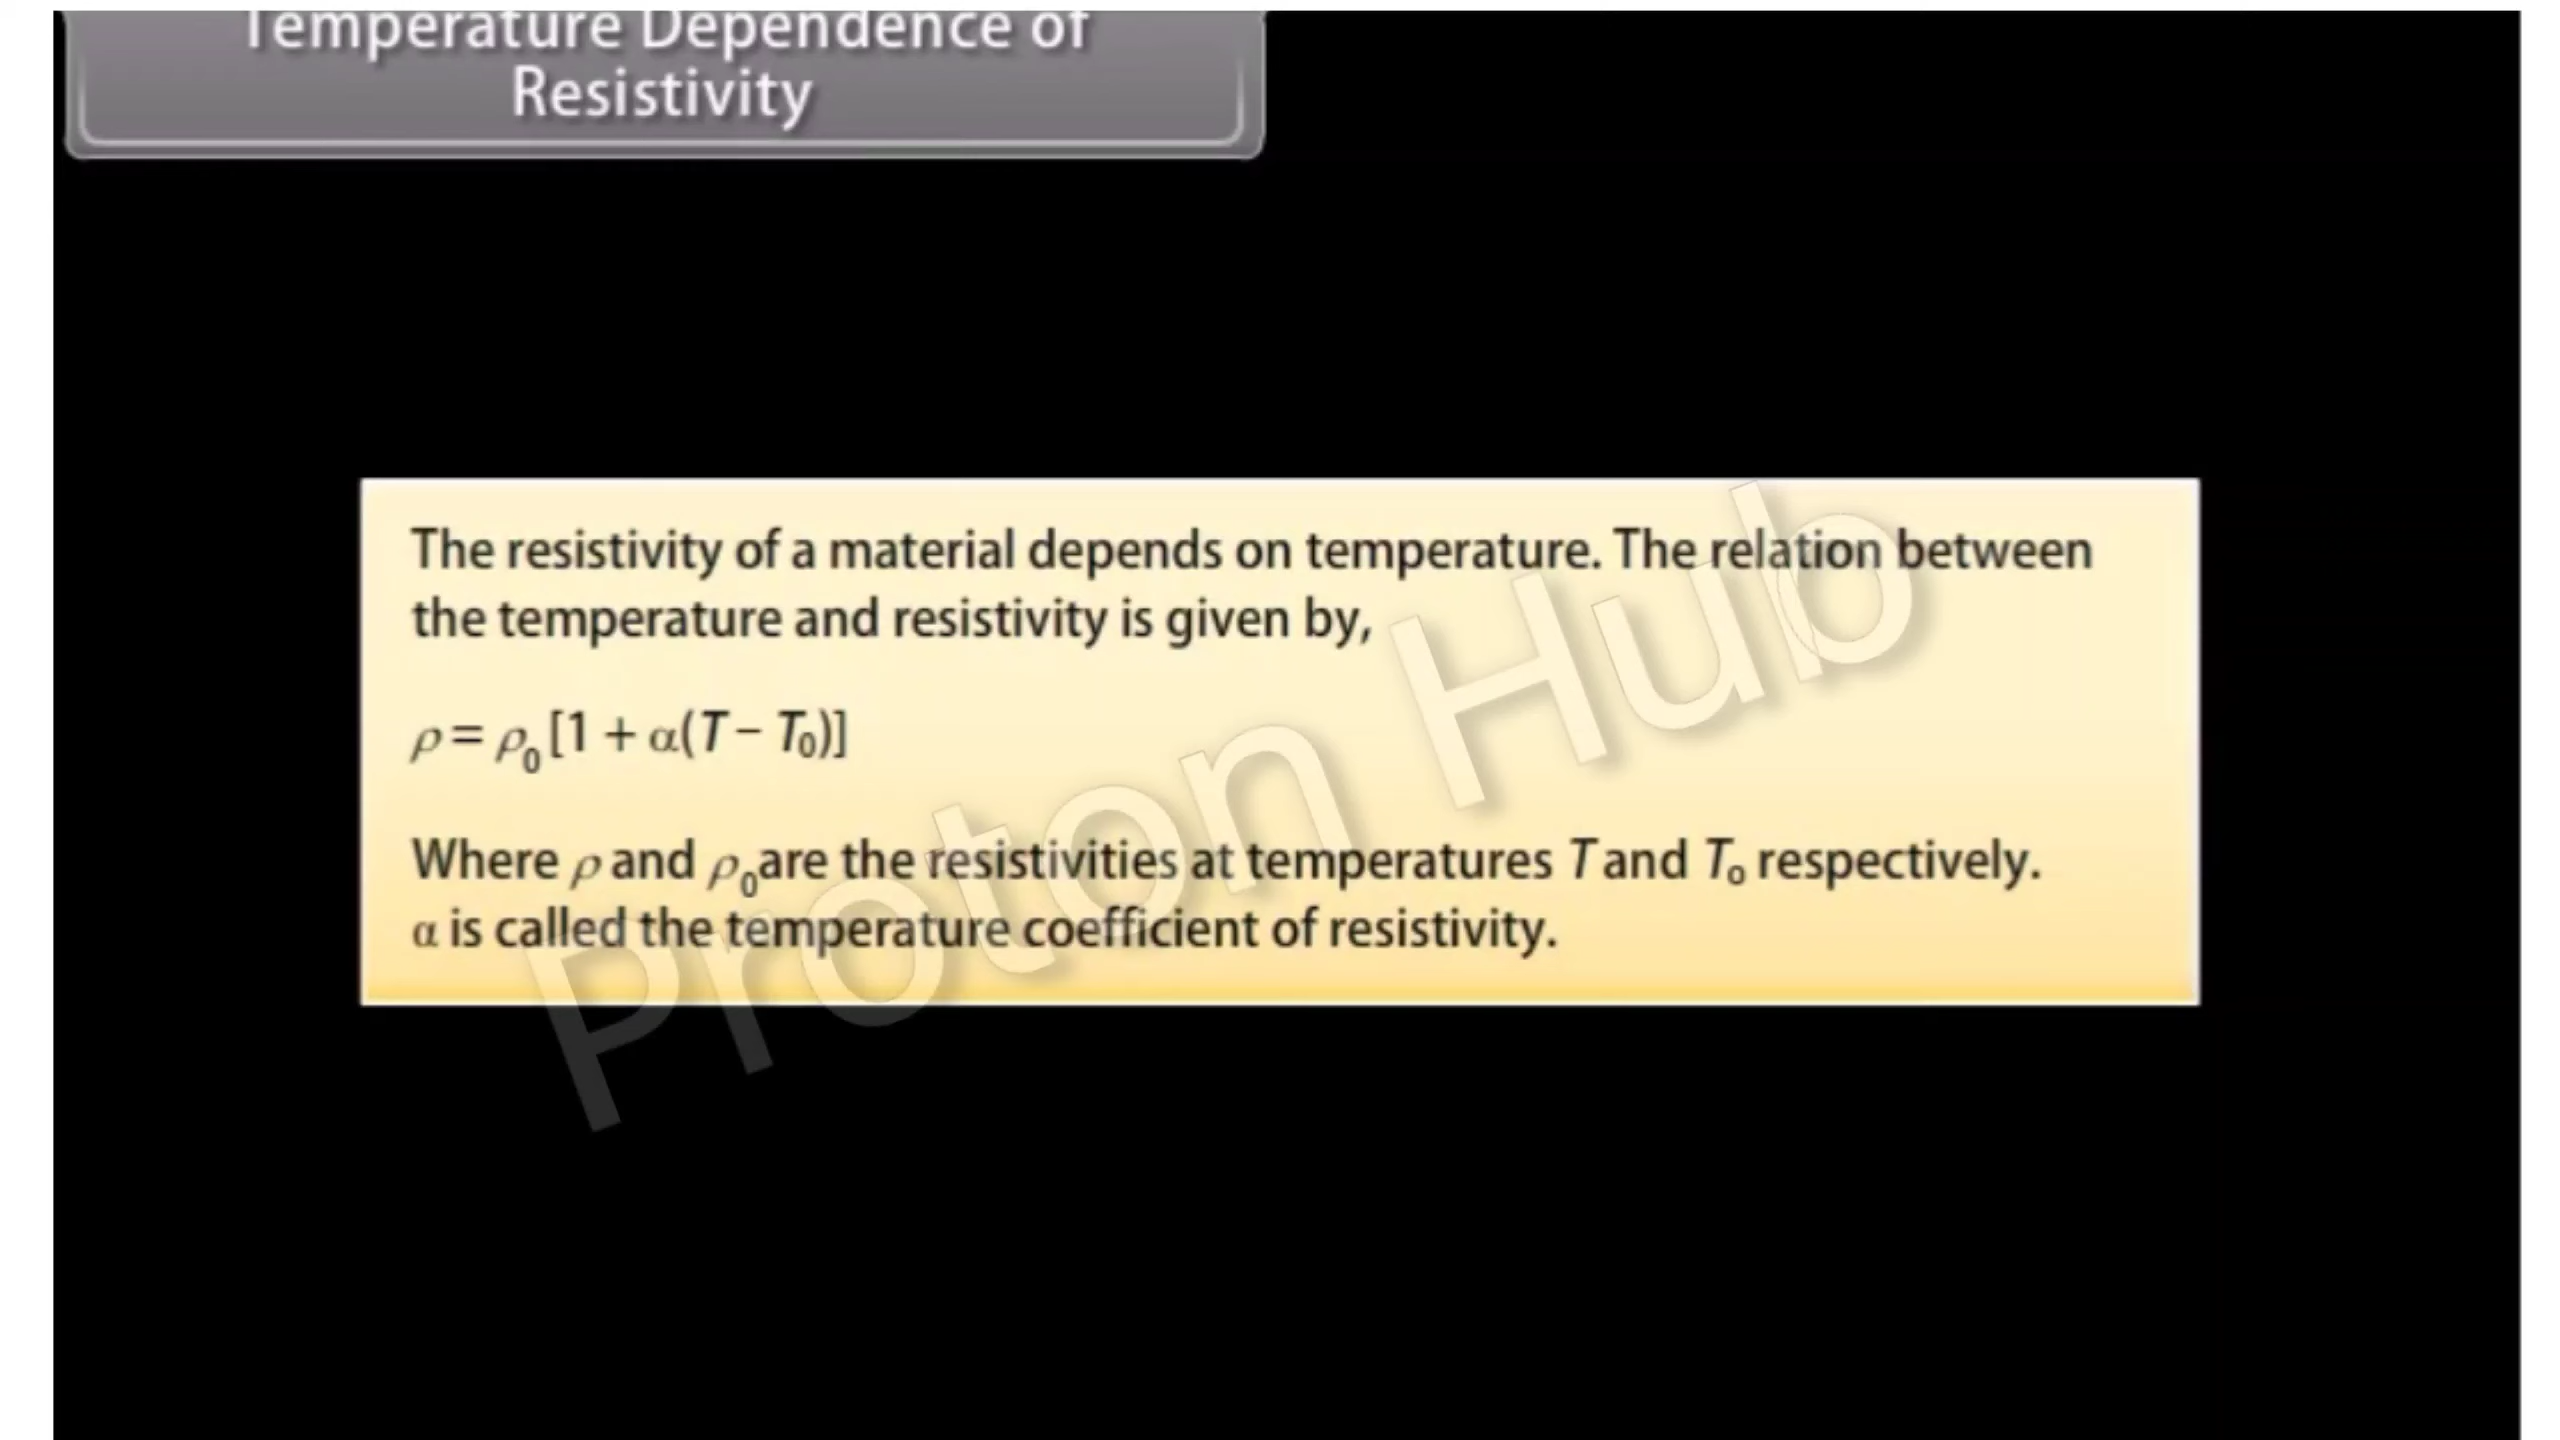 Temperature Dependence of
Resistivity
The resistivity of a material depends on temperature. The relation between
the temperature and resistivity is given by,
ρ = ρ₀ [1 + α(T − T₀)]
Where ρ and ρ₀ are the resistivities at temperatures T and T₀ respectively.
α is called the temperature coefficient of resistivity.
Proton Hub